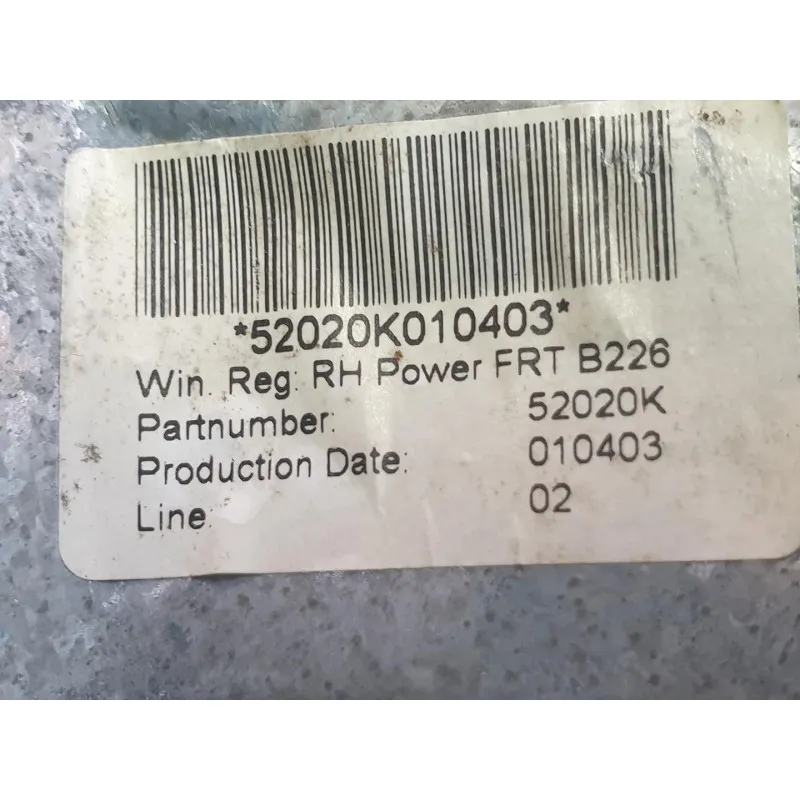 *52020K010403*
Win. Reg: RH Power FRT B226
Partnumber: 52020K
Production Date: 010403
Line: 02